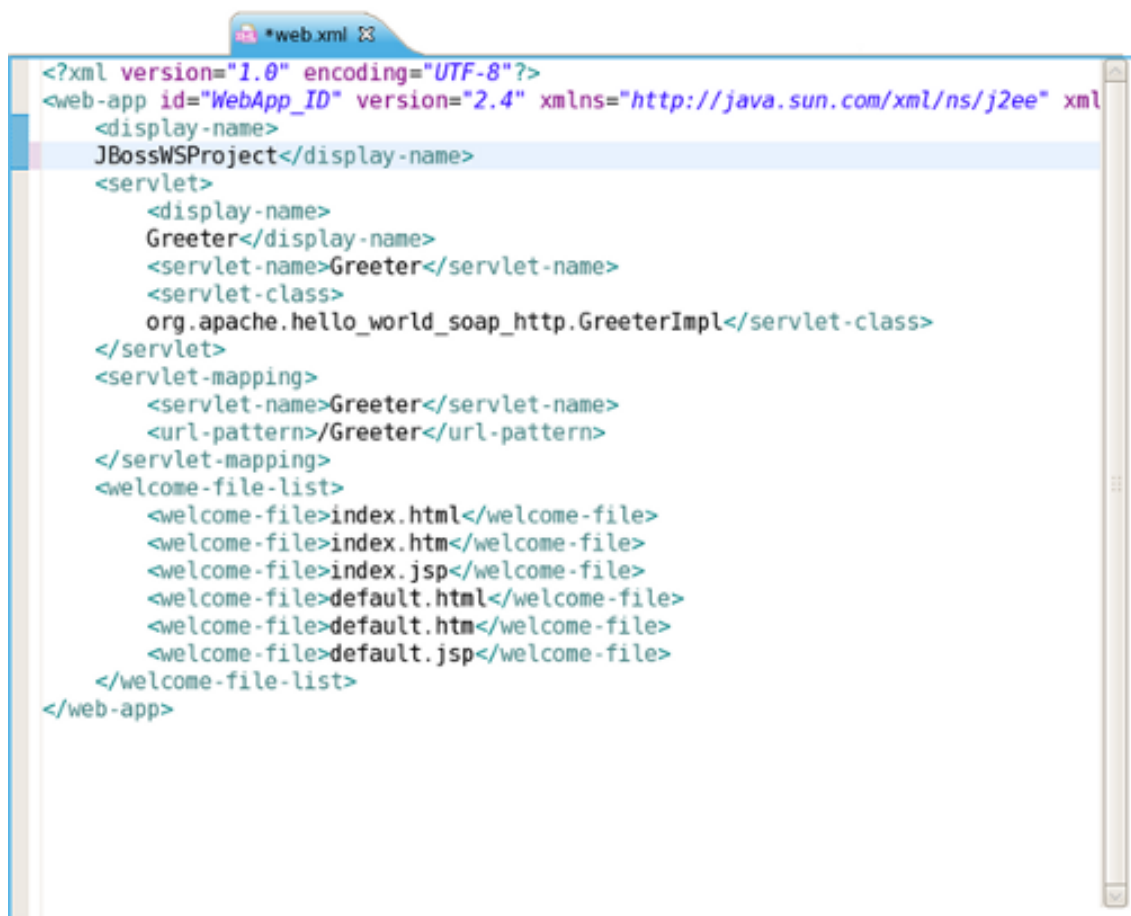 *web.xml
<?xml version="1.0" encoding="UTF-8"?>
<web-app id="WebApp_ID" version="2.4" xmlns="http://java.sun.com/xml/ns/j2ee" xml
    <display-name>
    JBossWSProject</display-name>
    <servlet>
        <display-name>
        Greeter</display-name>
        <servlet-name>Greeter</servlet-name>
        <servlet-class>
        org.apache.hello_world_soap_http.GreeterImpl</servlet-class>
    </servlet>
    <servlet-mapping>
        <servlet-name>Greeter</servlet-name>
        <url-pattern>/Greeter</url-pattern>
    </servlet-mapping>
    <welcome-file-list>
        <welcome-file>index.html</welcome-file>
        <welcome-file>index.htm</welcome-file>
        <welcome-file>index.jsp</welcome-file>
        <welcome-file>default.html</welcome-file>
        <welcome-file>default.htm</welcome-file>
        <welcome-file>default.jsp</welcome-file>
    </welcome-file-list>
</web-app>